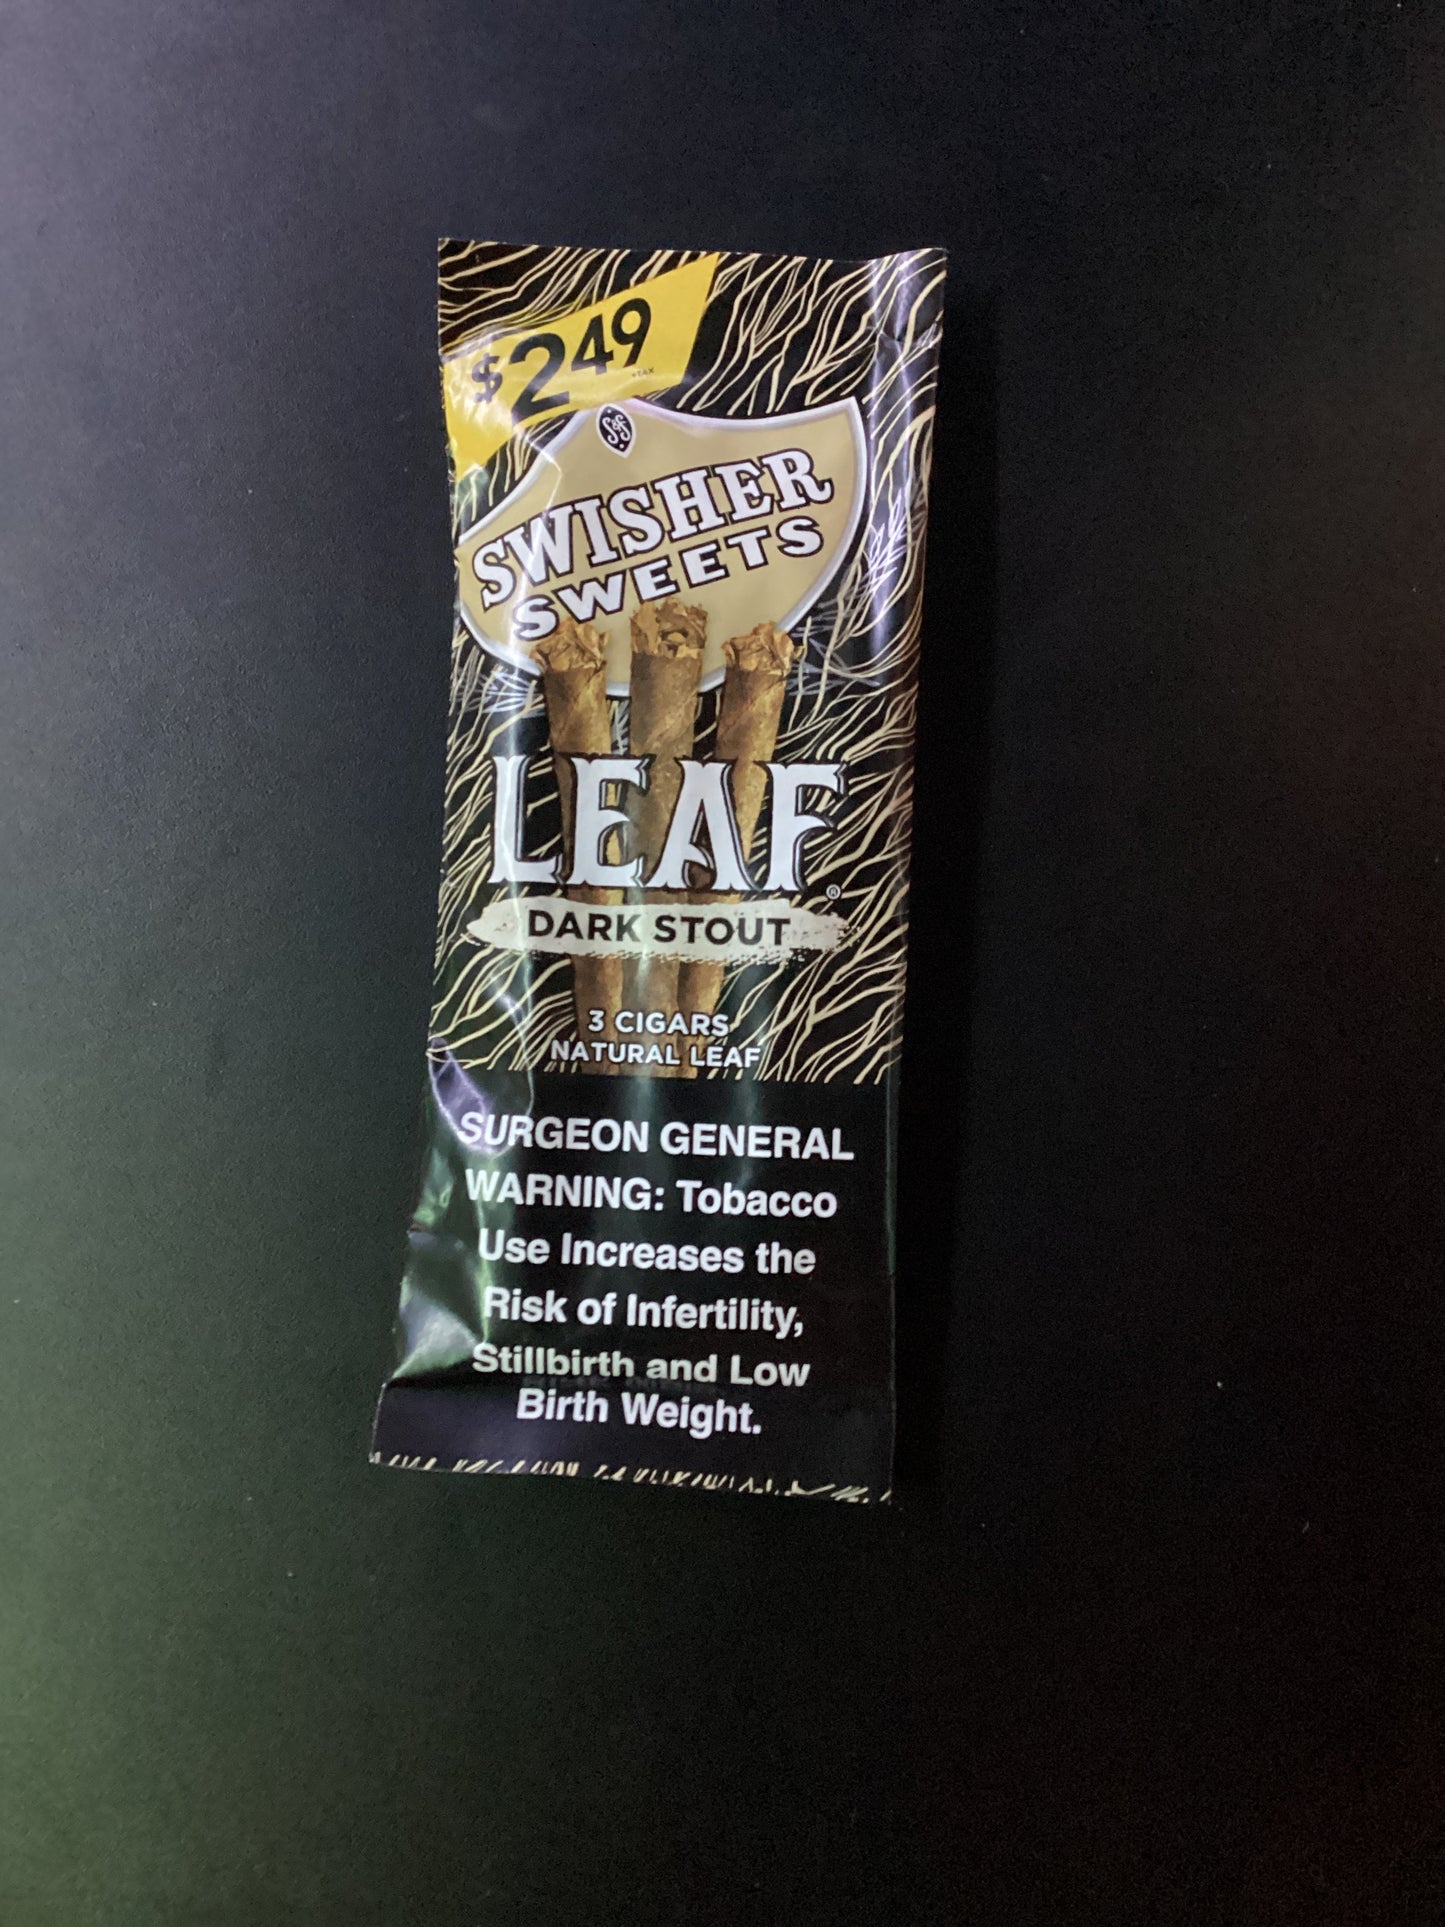 $2.49
+TAX
S&S
SWISHER
SWEETS
LEAF®
DARK STOUT
3 CIGARS
NATURAL LEAF
SURGEON GENERAL
WARNING: Tobacco
Use Increases the
Risk of Infertility,
Stillbirth and Low
Birth Weight.